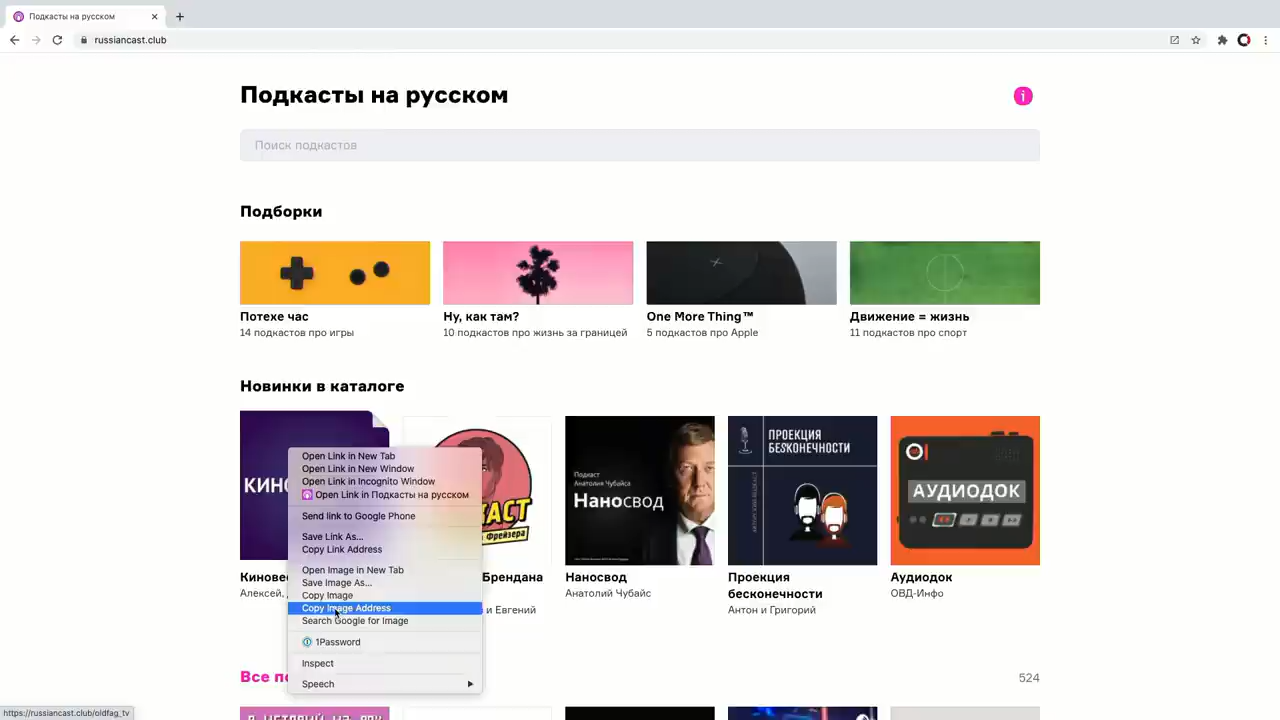 Подкасты на русском
russiancast.club
Подкасты на русском
i
Поиск подкастов
Подборки
Потехе час
14 подкастов про игры
Ну, как там?
10 подкастов про жизнь за границей
One More Thing™
5 подкастов про Apple
Движение = жизнь
11 подкастов про спорт
Новинки в каталоге
Open Link in New Tab
Open Link in New Window
Open Link in Incognito Window
Open Link in Подкасты на русском
Send link to Google Phone
Save Link As...
Copy Link Address
Open Image in New Tab
Save Image As...
Copy Image
Copy Image Address
Search Google for Image
1Password
Inspect
Speech
Фрейзера
Брендана
и Евгений
Подкаст
Анатолия Чубайса
Наносвод
Наносвод
Анатолий Чубайс
ПРОЕКЦИЯ
БЕСКОНЕЧНОСТИ
Проекция
бесконечности
Антон и Григорий
АУДИОДОК
Аудиодок
ОВД-Инфо
Алексей,
524
https://russiancast.club/oldfag_tv